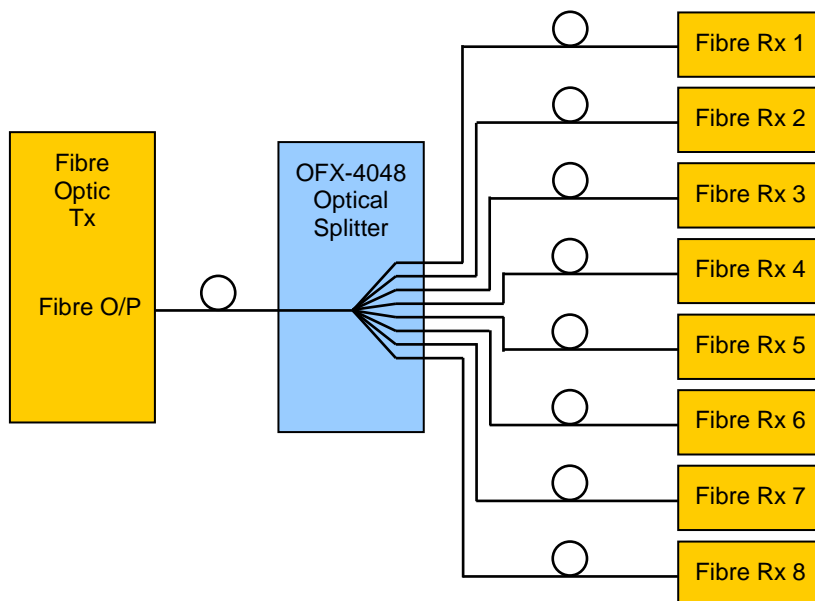 Fibre
Optic
Tx
Fibre O/P
OFX-4048
Optical
Splitter
Fibre Rx 1
Fibre Rx 2
Fibre Rx 3
Fibre Rx 4
Fibre Rx 5
Fibre Rx 6
Fibre Rx 7
Fibre Rx 8